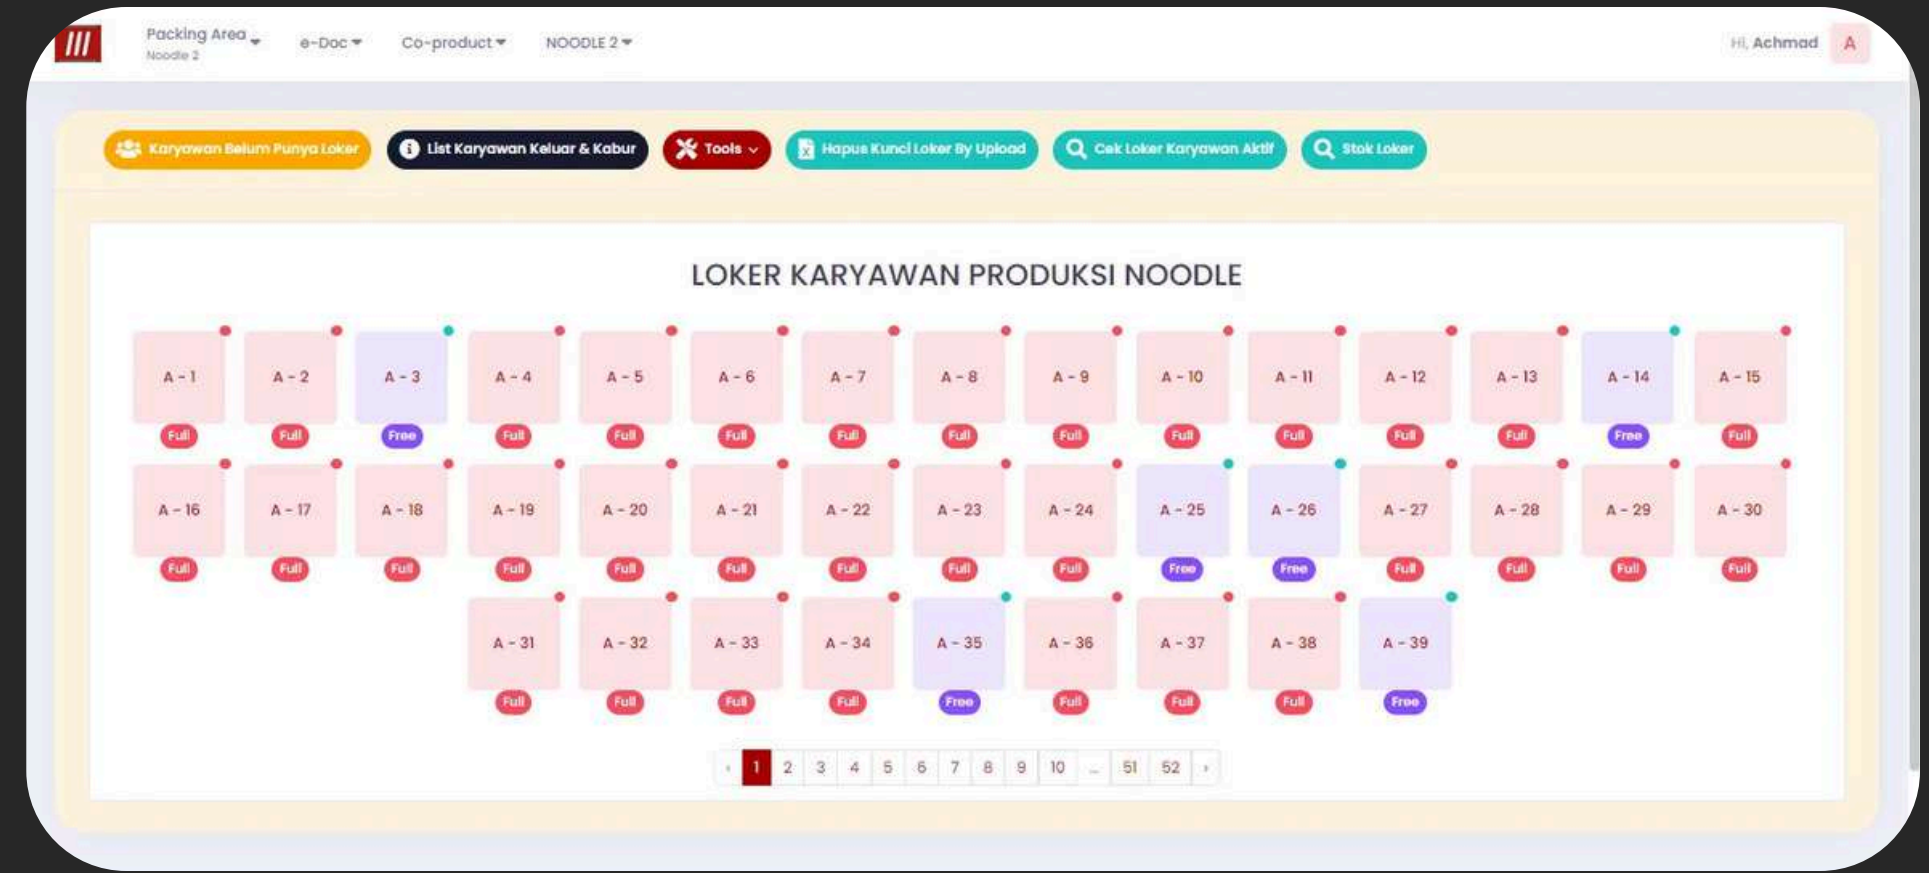 Packing Area
Noodle 2
e-Doc
Co-product
NOODLE 2
Hi, Achmad
A
Karyawan Belum Punya Loker
List Karyawan Keluar & Kabur
Tools
Hapus Kunci Loker By Upload
Cek Loker Karyawan Aktif
Stok Loker
LOKER KARYAWAN PRODUKSI NOODLE
A - 1 A - 2 A - 3 A - 4 A - 5 A - 6 A - 7 A - 8 A - 9 A - 10 A - 11 A - 12 A - 13 A - 14 A - 15
Full Full Free Full Full Full Full Full Full Full Full Full Full Free Full
A - 16 A - 17 A - 18 A - 19 A - 20 A - 21 A - 22 A - 23 A - 24 A - 25 A - 26 A - 27 A - 28 A - 29 A - 30
Full Full Full Full Full Full Full Full Full Free Free Full Full Full Full
A - 31 A - 32 A - 33 A - 34 A - 35 A - 36 A - 37 A - 38 A - 39
Full Full Full Full Free Full Full Full Free
‹ 1 2 3 4 5 6 7 8 9 10 ... 51 52 ›